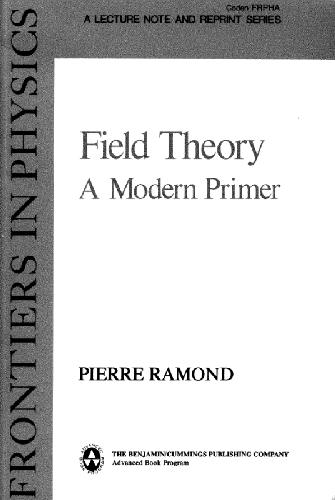 Coden FRPHA
A LECTURE NOTE AND REPRINT SERIES
FRONTIERS IN PHYSICS
Field Theory
A Modern Primer
PIERRE RAMOND
THE BENJAMIN/CUMMINGS PUBLISHING COMPANY
Advanced Book Program